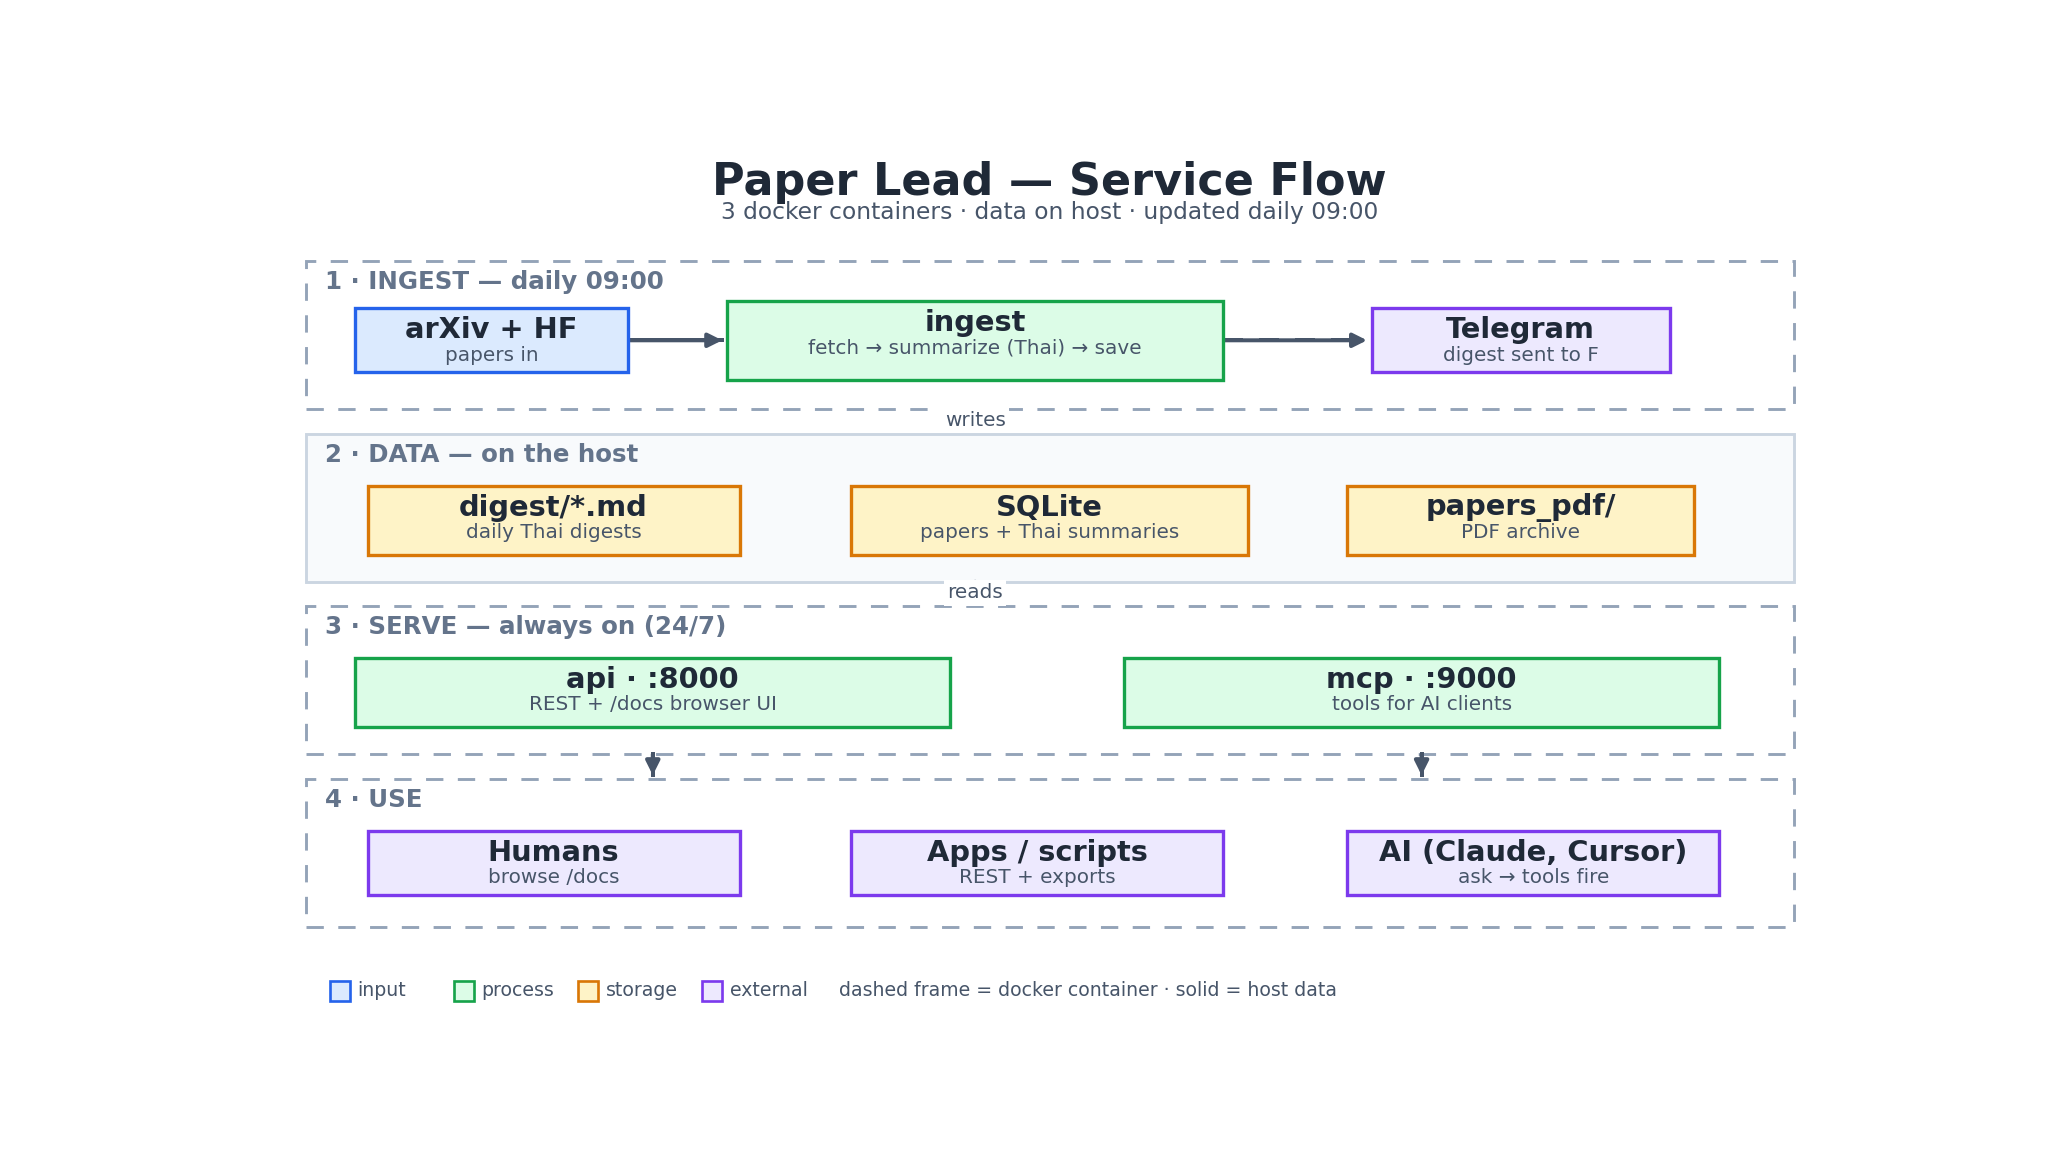 Paper Lead — Service Flow
3 docker containers · data on host · updated daily 09:00
1 · INGEST — daily 09:00
arXiv + HF
papers in
ingest
fetch → summarize (Thai) → save
Telegram
digest sent to F
writes
2 · DATA — on the host
digest/*.md
daily Thai digests
SQLite
papers + Thai summaries
papers_pdf/
PDF archive
reads
3 · SERVE — always on (24/7)
api · :8000
REST + /docs browser UI
mcp · :9000
tools for AI clients
4 · USE
Humans
browse /docs
Apps / scripts
REST + exports
AI (Claude, Cursor)
ask → tools fire
input
process
storage
external
dashed frame = docker container · solid = host data